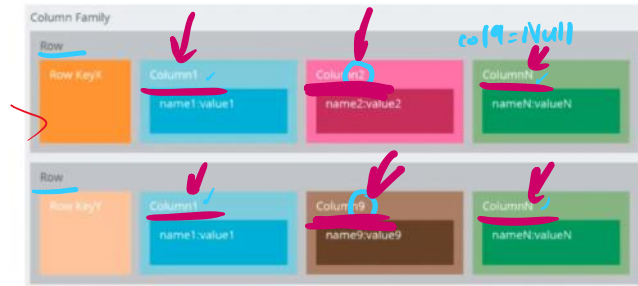 Column Family
Row
col9=Null
Row KeyX
Column1
Column2
ColumnN
name1:value1
name2:value2
nameN:valueN
Row
Row KeyY
Column1
Column9
ColumnN
name1:value1
name9:value9
nameN:valueN